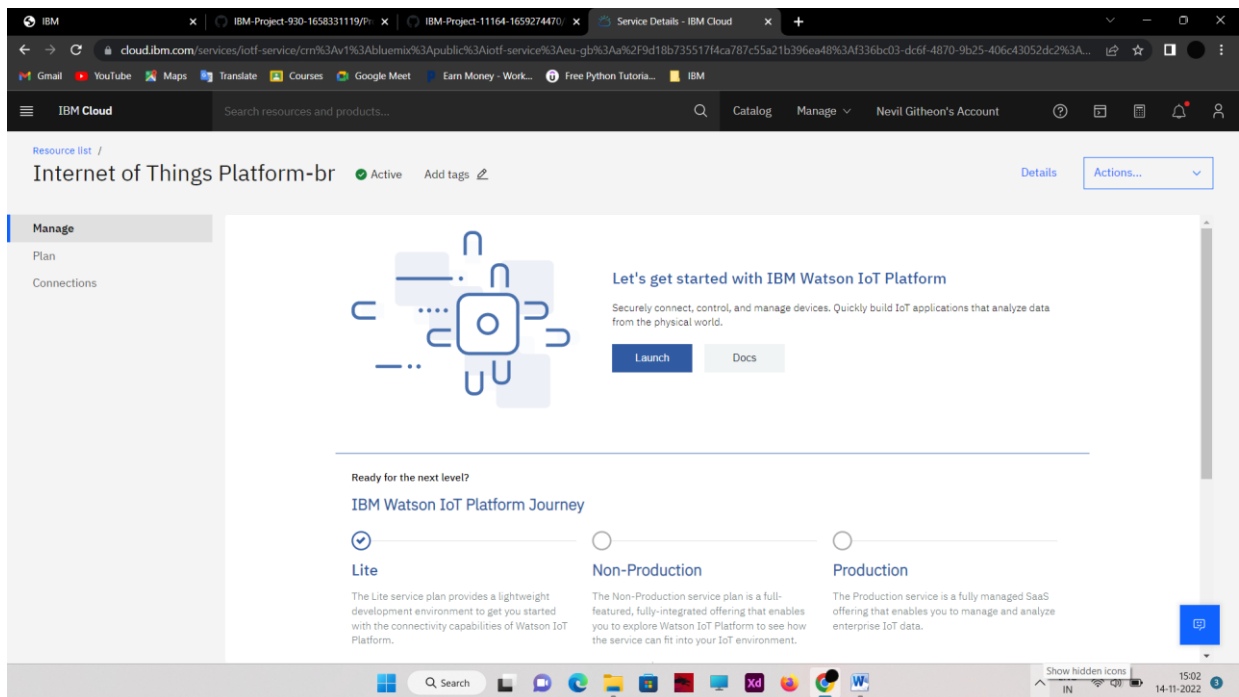 IBM
IBM-Project-930-1658331119/Pr
IBM-Project-11164-1659274470/
Service Details - IBM Cloud
cloud.ibm.com/services/iotf-service/crn%3Av1%3Abluemix%3Apublic%3Aiotf-service%3Aeu-gb%3Aa%2F9d18b735517f4ca787c55a21b396ea48%3Af336bc03-dc6f-4870-9b25-406c43052dc2%3A...
Gmail YouTube Maps Translate Courses Google Meet Earn Money - Work... Free Python Tutoria... IBM
IBM Cloud Search resources and products... Catalog Manage Nevil Githeon's Account
Resource list /
Internet of Things Platform-br Active Add tags Details Actions...
Manage
Plan
Connections
Let's get started with IBM Watson IoT Platform
Securely connect, control, and manage devices. Quickly build IoT applications that analyze data
from the physical world.
Launch Docs
Ready for the next level?
IBM Watson IoT Platform Journey
Lite
The Lite service plan provides a lightweight
development environment to get you started
with the connectivity capabilities of Watson IoT
Platform.
Non-Production
The Non-Production service plan is a full-
featured, fully-integrated offering that enables
you to explore Watson IoT Platform to see how
the service can fit into your IoT environment.
Production
The Production service is a fully managed SaaS
offering that enables you to manage and analyze
enterprise IoT data.
Show hidden icons
Search
Xd
W
IN
15:02
14-11-2022
3